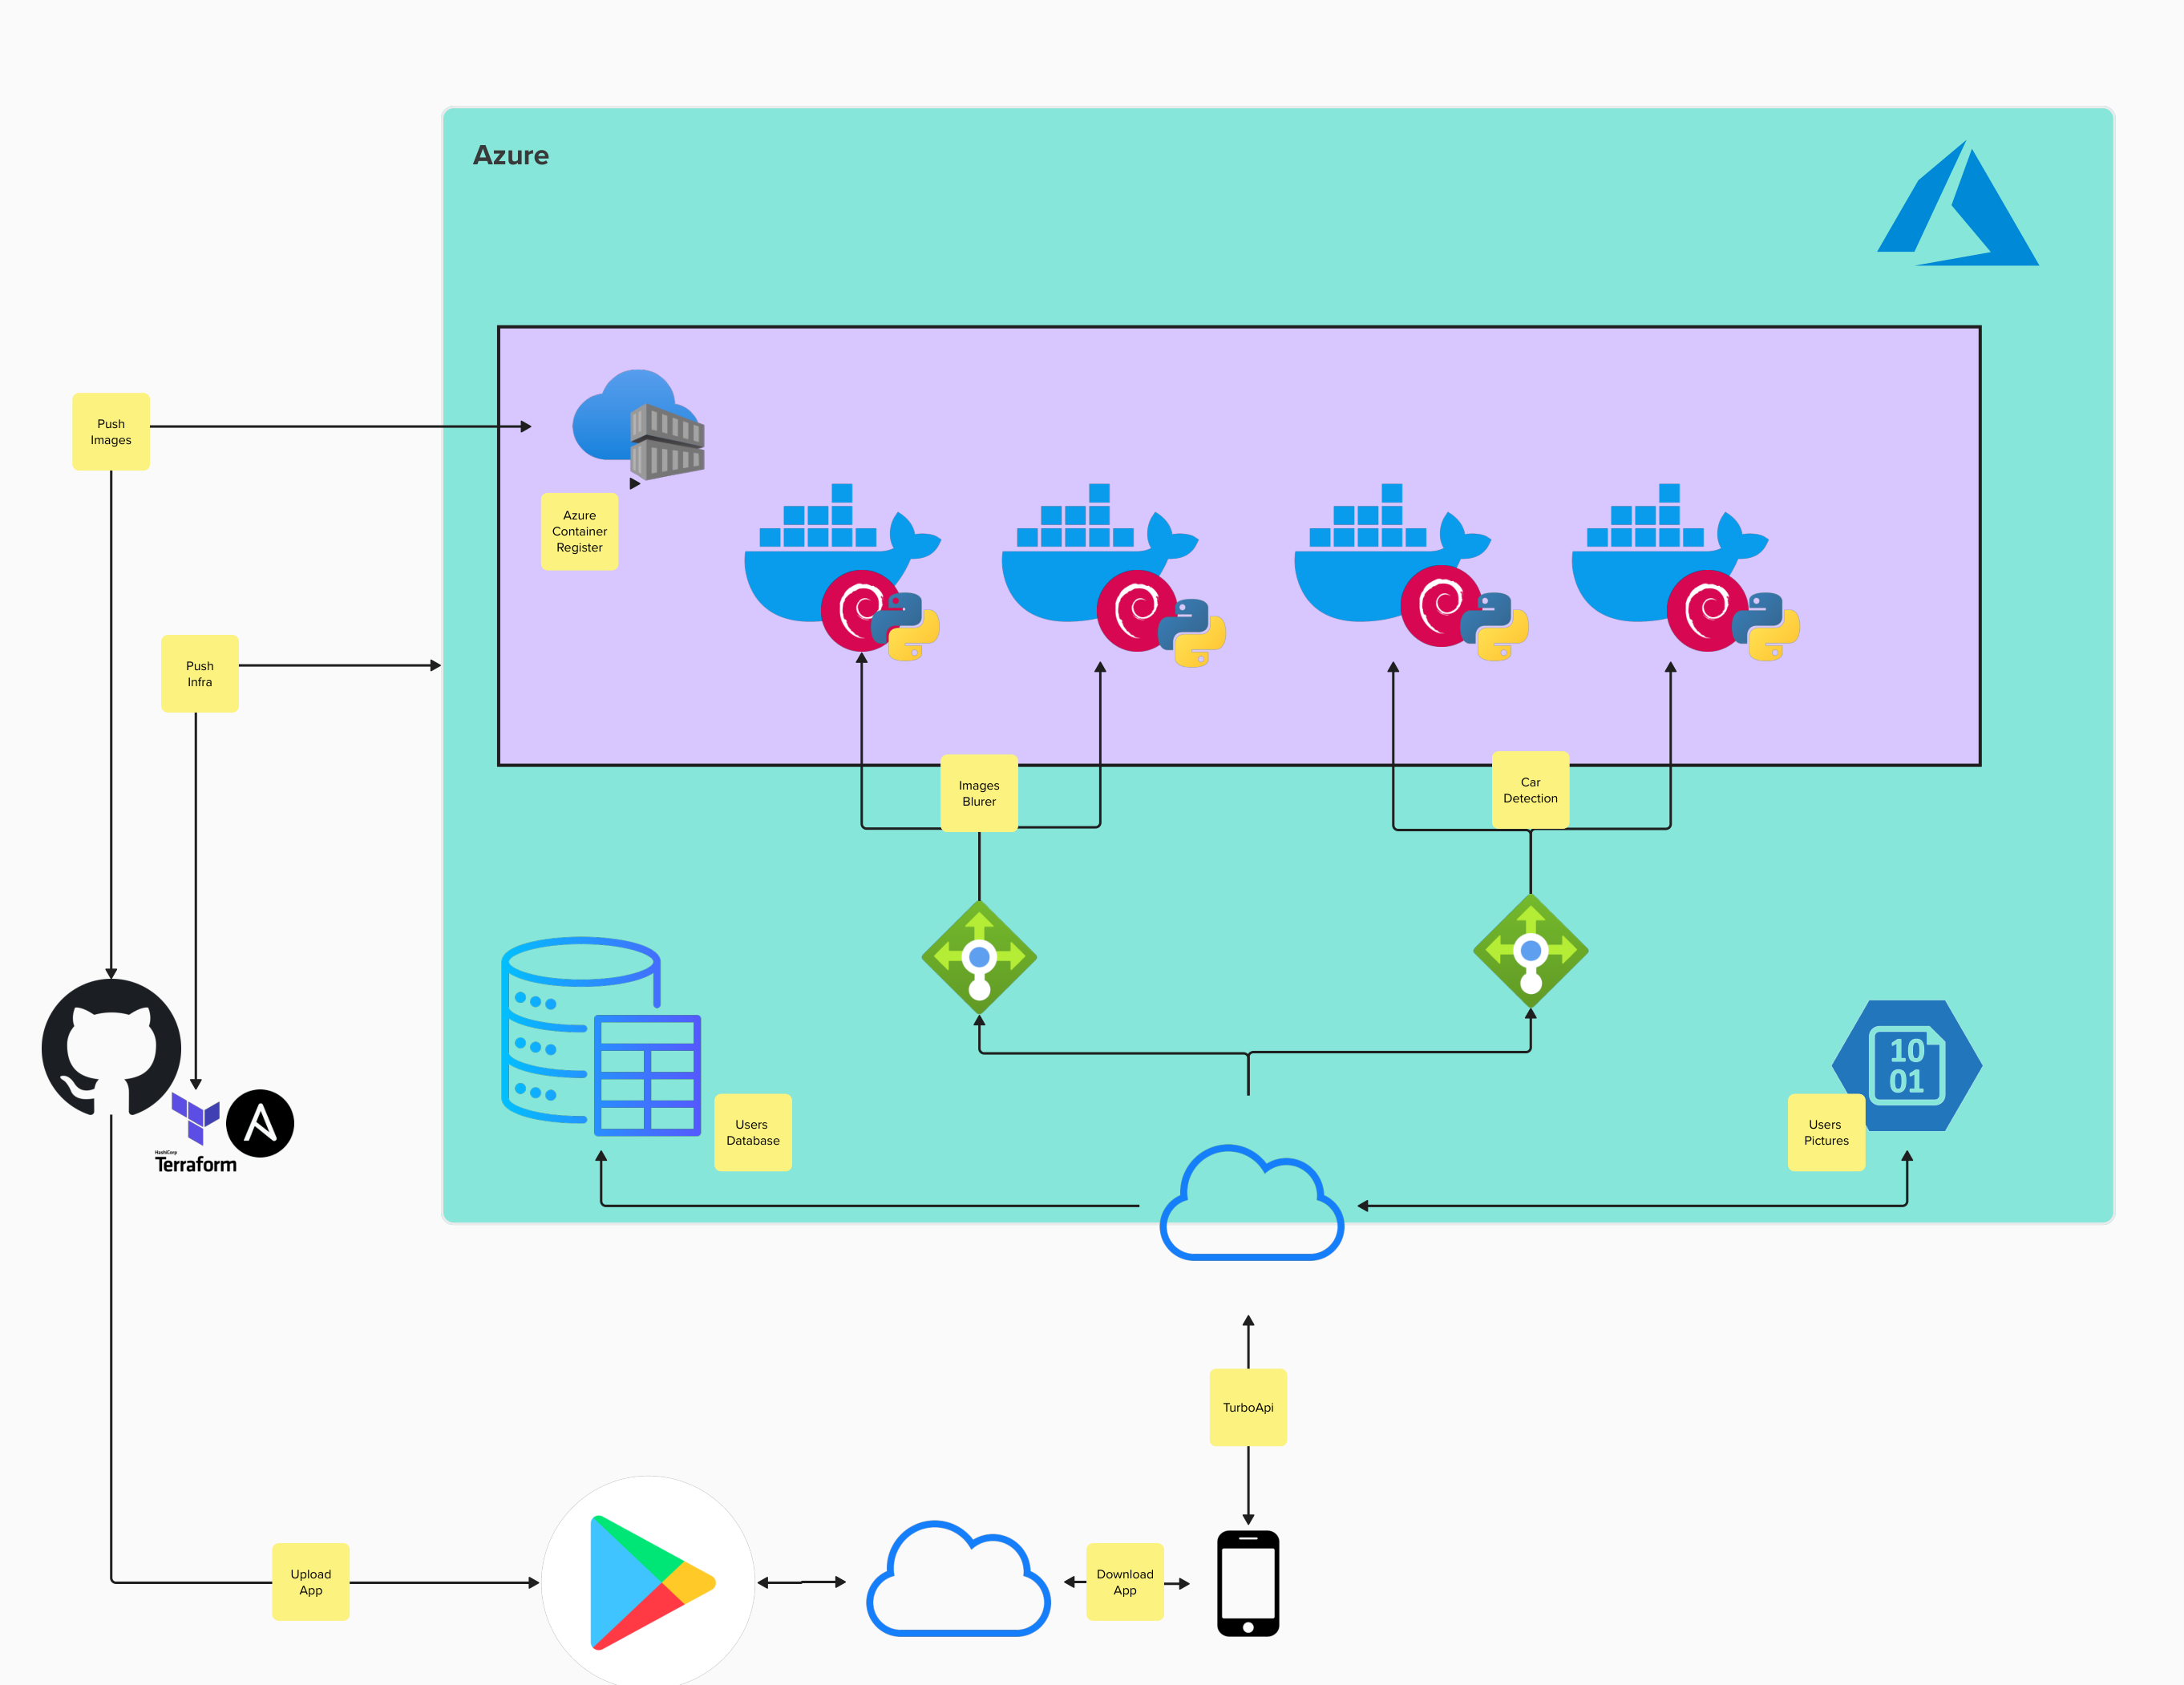 Azure
Push
Images
Azure
Container
Register
Push
Infra
Images
Blurer
Car
Detection
10
01
Users
Database
Users
Pictures
HashiCorp
Terraform
TurboApi
Upload
App
Download
App